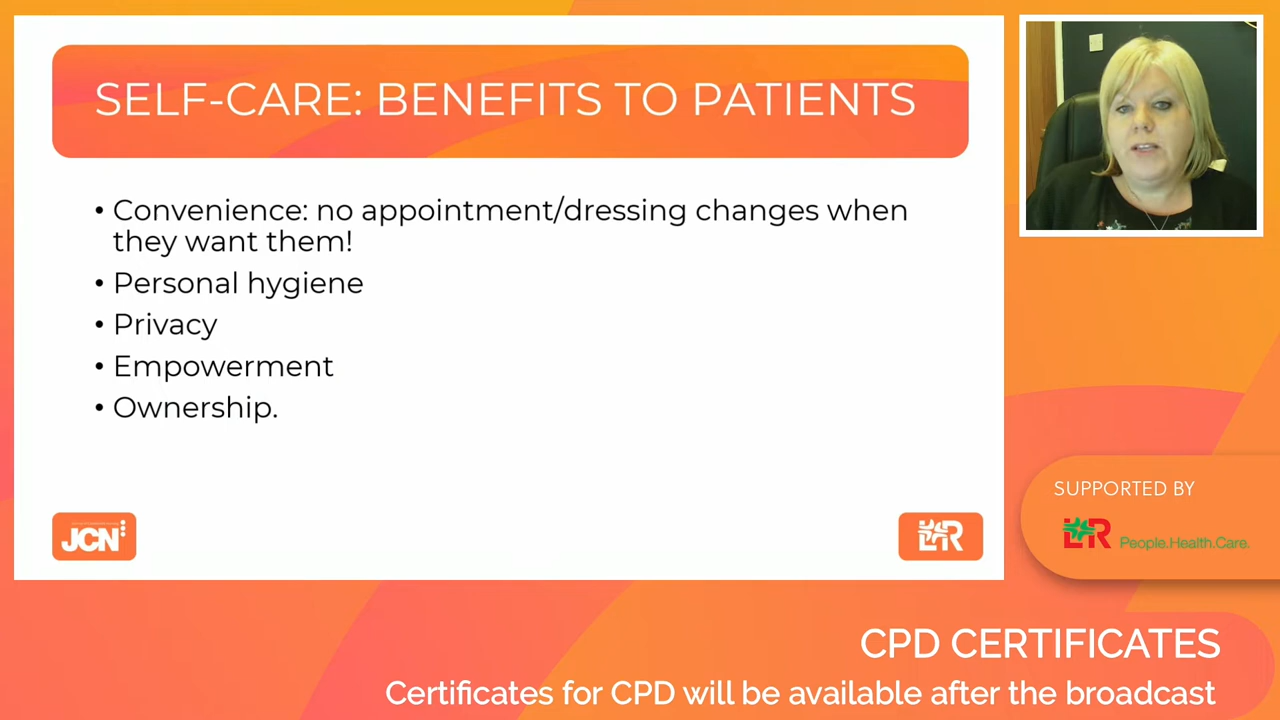 SELF-CARE: BENEFITS TO PATIENTS
• Convenience: no appointment/dressing changes when
they want them!
• Personal hygiene
• Privacy
• Empowerment
• Ownership.
JCN
L&R
SUPPORTED BY
L&R People.Health.Care.
CPD CERTIFICATES
Certificates for CPD will be available after the broadcast